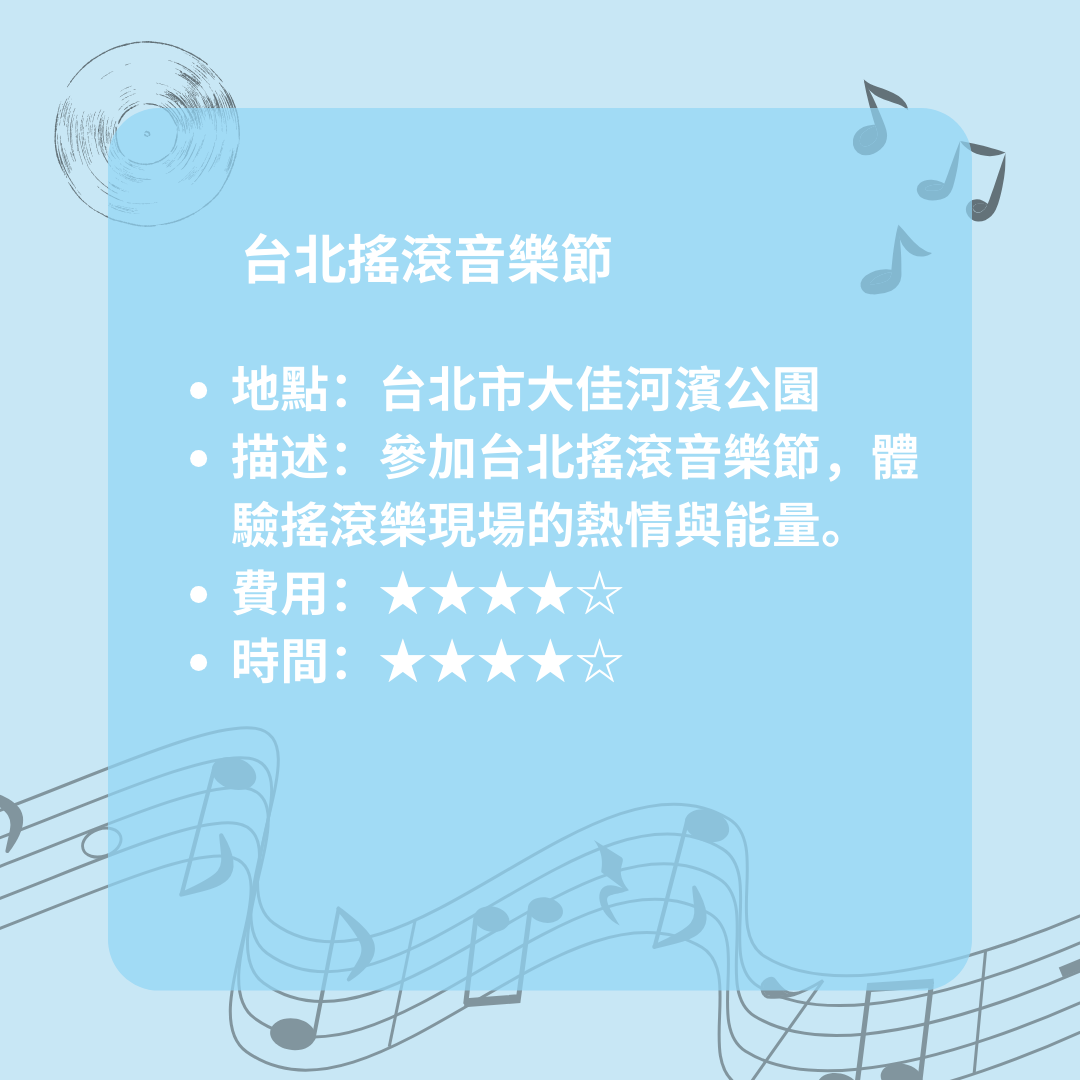 台北搖滾音樂節
• 地點：台北市大佳河濱公園
• 描述：參加台北搖滾音樂節，體
驗搖滾樂現場的熱情與能量。
• 費用：★★★★☆
• 時間：★★★★☆